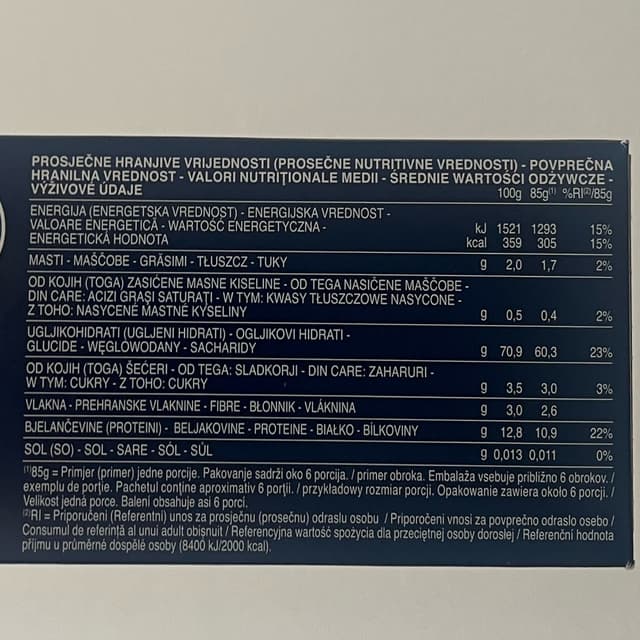 PROSJEČNE HRANJIVE VRIJEDNOSTI (PROSEČNE NUTRITIVNE VREDNOSTI) - POVPREČNA
HRANILNA VREDNOST - VALORI NUTRIȚIONALE MEDII - ŚREDNIE WARTOŚCI ODŻYWCZE -
VÝŽIVOVÉ ÚDAJE 100g 85g⁽¹⁾ %RI⁽²⁾/85g
ENERGIJA (ENERGETSKA VREDNOST) - ENERGIJSKA VREDNOST -
VALOARE ENERGETICĂ - WARTOŚĆ ENERGETYCZNA - kJ 1521 1293 15%
ENERGETICKÁ HODNOTA kcal 359 305 15%
MASTI - MAŠČOBE - GRĂSIMI - TŁUSZCZ - TUKY g 2,0 1,7 2%
OD KOJIH (TOGA) ZASIĆENE MASNE KISELINE - OD TEGA NASIČENE MAŠČOBE -
DIN CARE: ACIZI GRAȘI SATURAȚI - W TYM: KWASY TŁUSZCZOWE NASYCONE -
Z TOHO: NASYCENÉ MASTNÉ KYSELINY g 0,5 0,4 2%
UGLJIKOHIDRATI (UGLJENI HIDRATI) - OGLJIKOVI HIDRATI -
GLUCIDE - WĘGLOWODANY - SACHARIDY g 70,9 60,3 23%
OD KOJIH (TOGA) ŠEĆERI - OD TEGA: SLADKORJI - DIN CARE: ZAHARURI -
W TYM: CUKRY - Z TOHO: CUKRY g 3,5 3,0 3%
VLAKNA - PREHRANSKE VLAKNINE - FIBRE - BŁONNIK - VLÁKNINA g 3,0 2,6
BJELANČEVINE (PROTEINI) - BELJAKOVINE - PROTEINE - BIAŁKO - BÍLKOVINY g 12,8 10,9 22%
SOL (SO) - SOL - SARE - SÓL - SŮL g 0,013 0,011 0%
⁽¹⁾85g = Primjer (primer) jedne porcije. Pakovanje sadrži oko 6 porcija. / primer obroka. Embalaža vsebuje približno 6 obrokov. /
exemplu de porție. Pachetul conține aproximativ 6 porții. / przykładowy rozmiar porcji. Opakowanie zawiera około 6 porcji. /
Velikost jedná porce. Balení obsahuje asi 6 porcí.
⁽²⁾RI = Priporučeni (Referentni) unos za prosječnu (prosečnu) odraslu osobu / Priporočeni vnosi za povprečno odraslo osebo /
Consumul de referință al unui adult obisnuit / Referencyjna wartość spożycia dla przeciętnej osoby dorosłej / Referenční hodnota
příjmu u průměrné dospělé osoby (8400 kJ/2000 kcal).